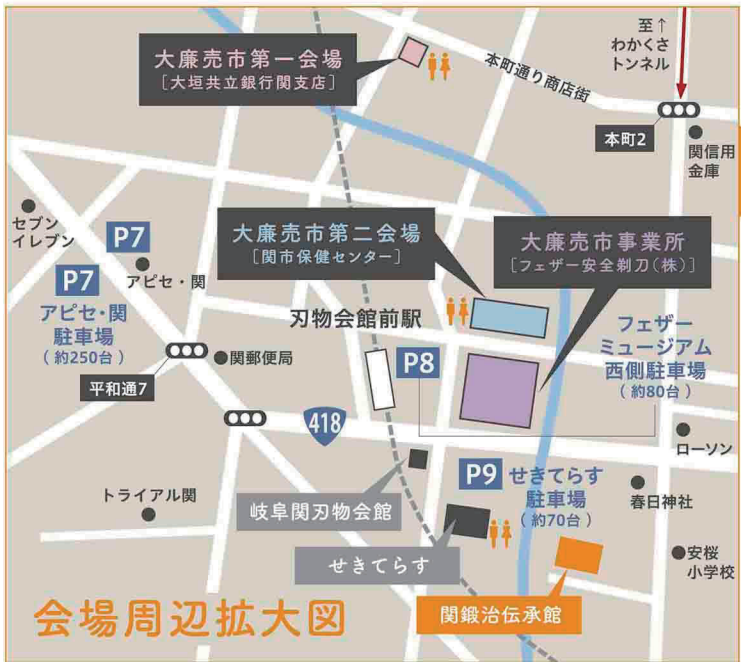 至↑
わかくさ
トンネル
大廉売市第一会場
［大垣共立銀行関支店］
本町通り商店街
本町2
関信用
金庫
セブン
イレブン
P7
P7
アピセ・関
アピセ・関
駐車場
（約250台）
大廉売市第二会場
［関市保健センター］
大廉売市事業所
［フェザー安全剃刀（株）］
刃物会館前駅
P8
フェザー
ミュージアム
西側駐車場
（約80台）
関郵便局
平和通7
418
ローソン
P9
せきてらす
駐車場
（約70台）
春日神社
トライアル関
岐阜関刃物会館
せきてらす
安桜
小学校
関鍛冶伝承館
会場周辺拡大図